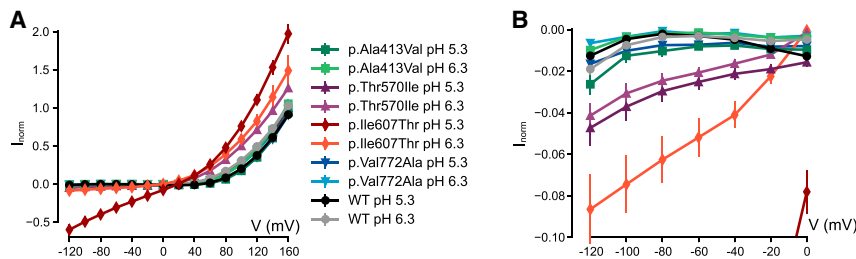 A
2.0
1.5
1.0
0.5
0.0
−0.5
I norm
-120 -80 -40 0 40 80 120 160
V (mV)
p.Ala413Val pH 5.3
p.Ala413Val pH 6.3
p.Thr570Ile pH 5.3
p.Thr570Ile pH 6.3
p.Ile607Thr pH 5.3
p.Ile607Thr pH 6.3
p.Val772Ala pH 5.3
p.Val772Ala pH 6.3
WT pH 5.3
WT pH 6.3
B
0.00
−0.02
−0.04
−0.06
−0.08
−0.10
I norm
-120 -100 -80 -60 -40 -20 0
V (mV)